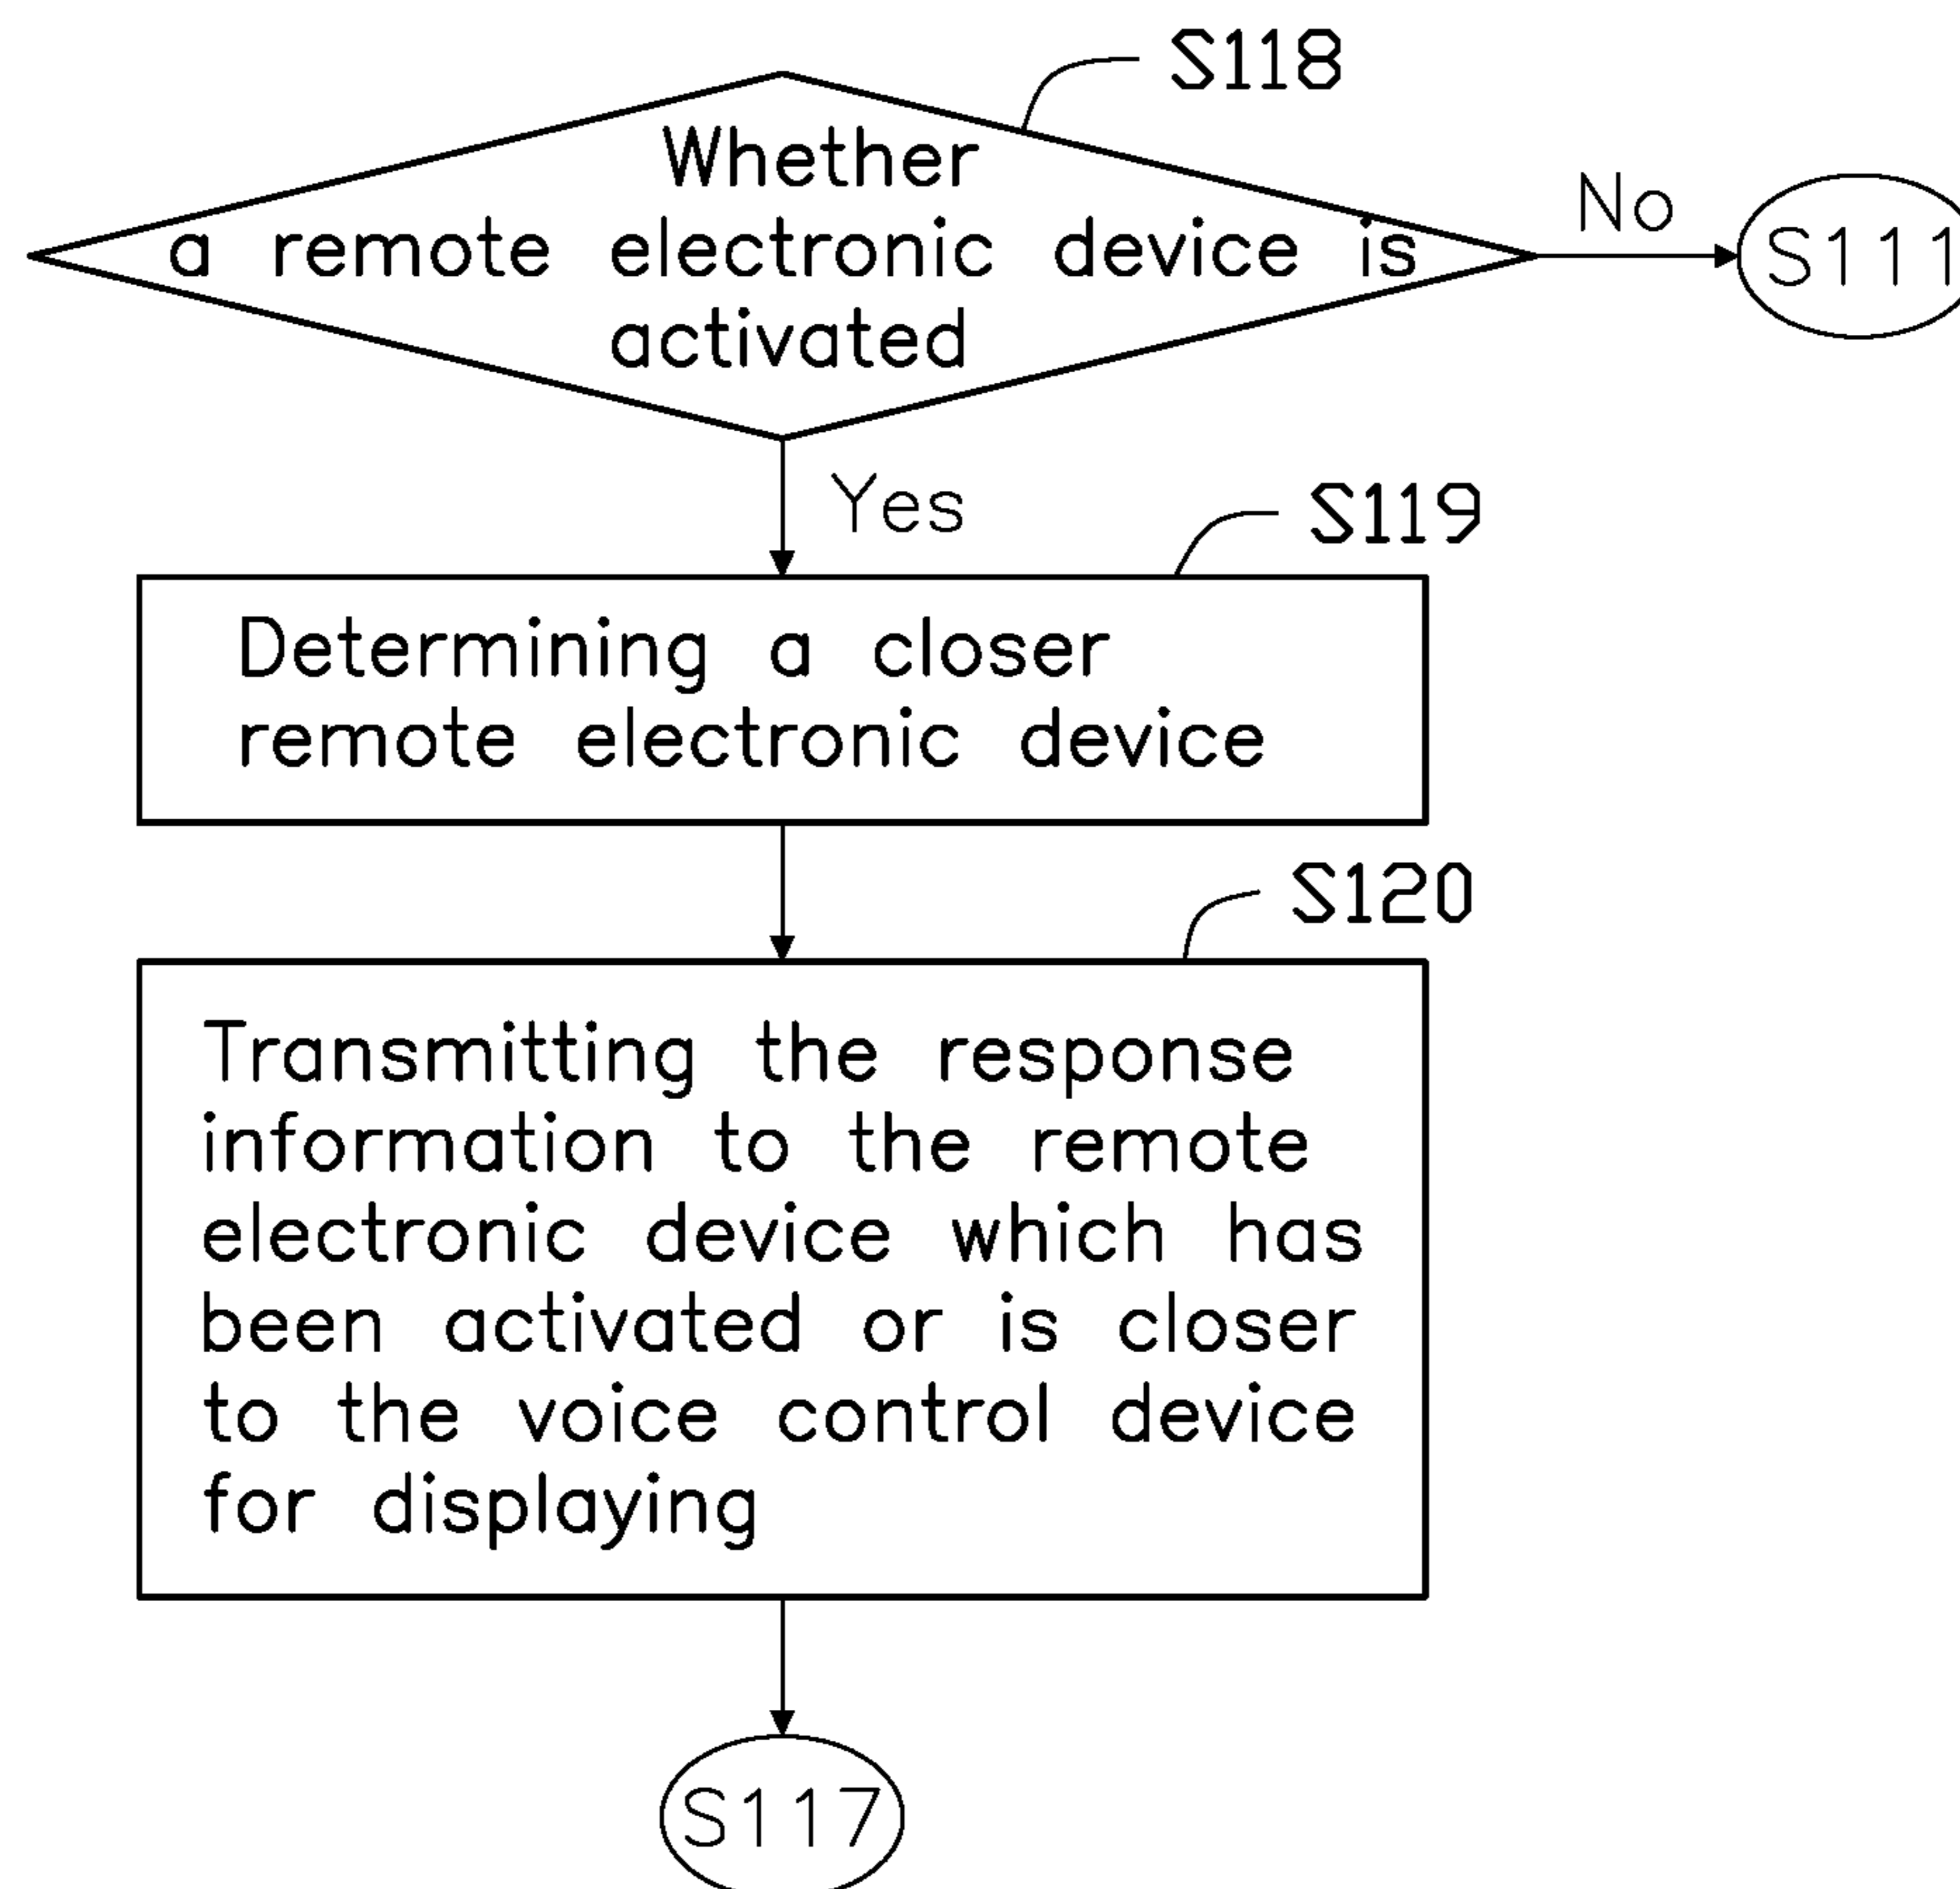 S118
Whether
a remote electronic device is
activated
No
S111
Yes
S119
Determining a closer
remote electronic device
S120
Transmitting the response
information to the remote
electronic device which has
been activated or is closer
to the voice control device
for displaying
S117